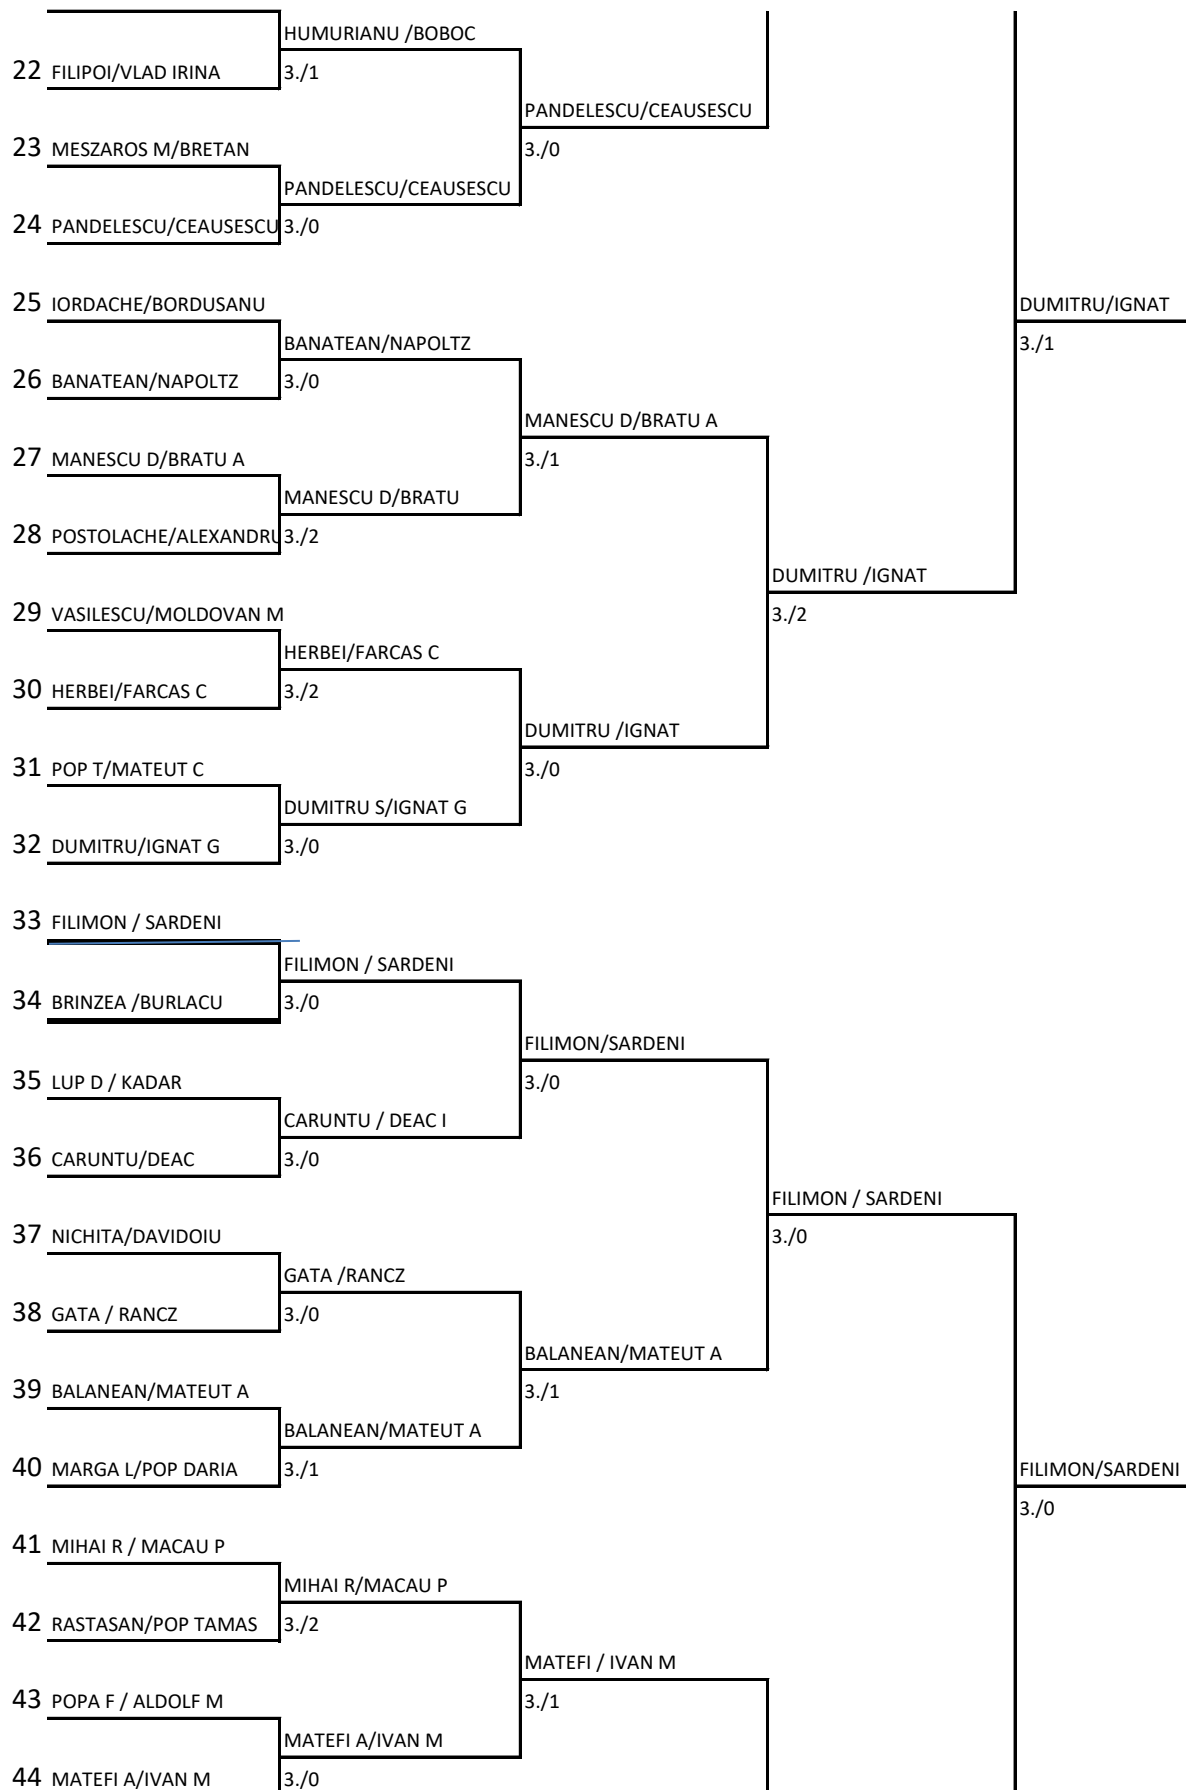 HUMURIANU /BOBOC
22 FILIPOI/VLAD IRINA 3./1
PANDELESCU/CEAUSESCU
23 MESZAROS M/BRETAN 3./0
PANDELESCU/CEAUSESCU
24 PANDELESCU/CEAUSESCU 3./0
25 IORDACHE/BORDUSANU DUMITRU/IGNAT
BANATEAN/NAPOLTZ 3./1
26 BANATEAN/NAPOLTZ 3./0
MANESCU D/BRATU A
27 MANESCU D/BRATU A 3./1
MANESCU D/BRATU
28 POSTOLACHE/ALEXANDRU 3./2
DUMITRU /IGNAT
29 VASILESCU/MOLDOVAN M 3./2
HERBEI/FARCAS C
30 HERBEI/FARCAS C 3./2
DUMITRU /IGNAT
31 POP T/MATEUT C 3./0
DUMITRU S/IGNAT G
32 DUMITRU/IGNAT G 3./0
33 FILIMON / SARDENI
FILIMON / SARDENI
34 BRINZEA /BURLACU 3./0
FILIMON/SARDENI
35 LUP D / KADAR 3./0
CARUNTU / DEAC I
36 CARUNTU/DEAC 3./0
FILIMON / SARDENI
37 NICHITA/DAVIDOIU 3./0
GATA /RANCZ
38 GATA / RANCZ 3./0
BALANEAN/MATEUT A
39 BALANEAN/MATEUT A 3./1
BALANEAN/MATEUT A
40 MARGA L/POP DARIA 3./1 FILIMON/SARDENI
3./0
41 MIHAI R / MACAU P
MIHAI R/MACAU P
42 RASTASAN/POP TAMAS 3./2
MATEFI / IVAN M
43 POPA F / ALDOLF M 3./1
MATEFI A/IVAN M
44 MATEFI A/IVAN M 3./0